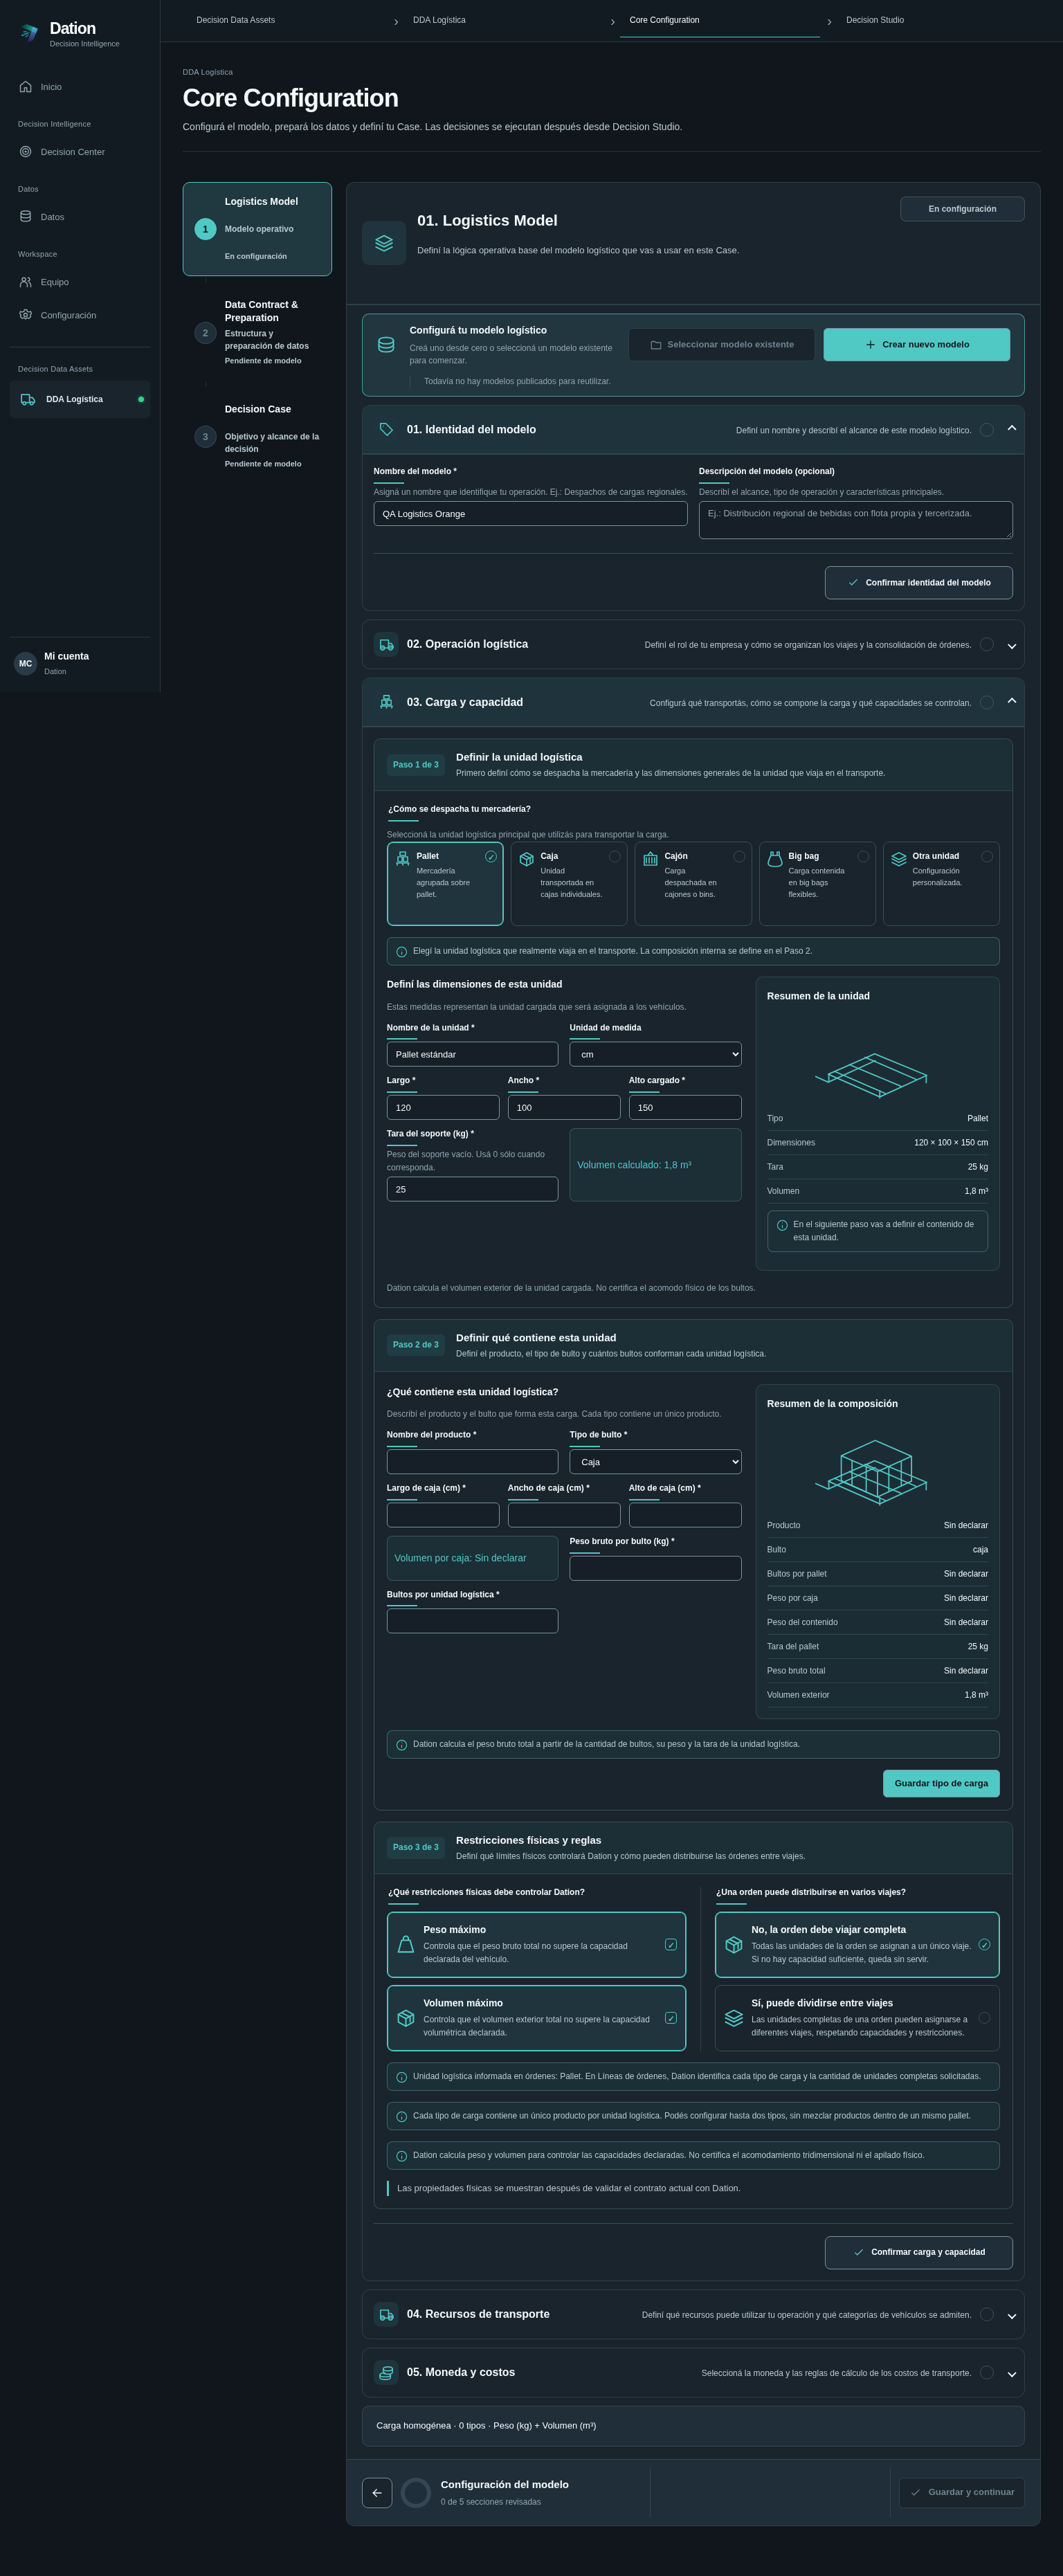 Dation
Decision Intelligence
Inicio
Decision Intelligence
Decision Center
Datos
Datos
Workspace
Equipo
Configuración
Decision Data Assets
DDA Logística
MC
Mi cuenta
Dation
Decision Data Assets
DDA Logística
Core Configuration
Decision Studio
DDA Logística
Core Configuration
Configurá el modelo, prepará los datos y definí tu Case. Las decisiones se ejecutan después desde Decision Studio.
Logistics Model
1
Modelo operativo
En configuración
Data Contract &
Preparation
2
Estructura y
preparación de datos
Pendiente de modelo
Decision Case
3
Objetivo y alcance de la
decisión
Pendiente de modelo
01. Logistics Model
Definí la lógica operativa base del modelo logístico que vas a usar en este Case.
En configuración
Configurá tu modelo logístico
Creá uno desde cero o seleccioná un modelo existente
para comenzar.
Todavía no hay modelos publicados para reutilizar.
Seleccionar modelo existente
Crear nuevo modelo
01. Identidad del modelo
Definí un nombre y describí el alcance de este modelo logístico.
Nombre del modelo *
Asigná un nombre que identifique tu operación. Ej.: Despachos de cargas regionales.
QA Logistics Orange
Descripción del modelo (opcional)
Describí el alcance, tipo de operación y características principales.
Ej.: Distribución regional de bebidas con flota propia y tercerizada.
Confirmar identidad del modelo
02. Operación logística
Definí el rol de tu empresa y cómo se organizan los viajes y la consolidación de órdenes.
03. Carga y capacidad
Configurá qué transportás, cómo se compone la carga y qué capacidades se controlan.
Paso 1 de 3
Definir la unidad logística
Primero definí cómo se despacha la mercadería y las dimensiones generales de la unidad que viaja en el transporte.
¿Cómo se despacha tu mercadería?
Seleccioná la unidad logística principal que utilizás para transportar la carga.
Pallet
Mercadería
agrupada sobre
pallet.
Caja
Unidad
transportada en
cajas individuales.
Cajón
Carga
despachada en
cajones o bins.
Big bag
Carga contenida
en big bags
flexibles.
Otra unidad
Configuración
personalizada.
Elegí la unidad logística que realmente viaja en el transporte. La composición interna se define en el Paso 2.
Definí las dimensiones de esta unidad
Estas medidas representan la unidad cargada que será asignada a los vehículos.
Nombre de la unidad *
Pallet estándar
Unidad de medida
cm
Largo *
120
Ancho *
100
Alto cargado *
150
Tara del soporte (kg) *
Peso del soporte vacío. Usá 0 sólo cuando
corresponda.
25
Volumen calculado: 1,8 m³
Resumen de la unidad
Tipo Pallet
Dimensiones 120 × 100 × 150 cm
Tara 25 kg
Volumen 1,8 m³
En el siguiente paso vas a definir el contenido de
esta unidad.
Dation calcula el volumen exterior de la unidad cargada. No certifica el acomodo físico de los bultos.
Paso 2 de 3
Definir qué contiene esta unidad
Definí el producto, el tipo de bulto y cuántos bultos conforman cada unidad logística.
¿Qué contiene esta unidad logística?
Describí el producto y el bulto que forma esta carga. Cada tipo contiene un único producto.
Nombre del producto *
Tipo de bulto *
Caja
Largo de caja (cm) *
Ancho de caja (cm) *
Alto de caja (cm) *
Volumen por caja: Sin declarar
Peso bruto por bulto (kg) *
Bultos por unidad logística *
Resumen de la composición
Producto Sin declarar
Bulto caja
Bultos por pallet Sin declarar
Peso por caja Sin declarar
Peso del contenido Sin declarar
Tara del pallet 25 kg
Peso bruto total Sin declarar
Volumen exterior 1,8 m³
Dation calcula el peso bruto total a partir de la cantidad de bultos, su peso y la tara de la unidad logística.
Guardar tipo de carga
Paso 3 de 3
Restricciones físicas y reglas
Definí qué límites físicos controlará Dation y cómo pueden distribuirse las órdenes entre viajes.
¿Qué restricciones físicas debe controlar Dation?
Peso máximo
Controla que el peso bruto total no supere la capacidad
declarada del vehículo.
Volumen máximo
Controla que el volumen exterior total no supere la capacidad
volumétrica declarada.
¿Una orden puede distribuirse en varios viajes?
No, la orden debe viajar completa
Todas las unidades de la orden se asignan a un único viaje.
Si no hay capacidad suficiente, queda sin servir.
Sí, puede dividirse entre viajes
Las unidades completas de una orden pueden asignarse a
diferentes viajes, respetando capacidades y restricciones.
Unidad logística informada en órdenes: Pallet. En Líneas de órdenes, Dation identifica cada tipo de carga y la cantidad de unidades completas solicitadas.
Cada tipo de carga contiene un único producto por unidad logística. Podés configurar hasta dos tipos, sin mezclar productos dentro de un mismo pallet.
Dation calcula peso y volumen para controlar las capacidades declaradas. No certifica el acomodamiento tridimensional ni el apilado físico.
Las propiedades físicas se muestran después de validar el contrato actual con Dation.
Confirmar carga y capacidad
04. Recursos de transporte
Definí qué recursos puede utilizar tu operación y qué categorías de vehículos se admiten.
05. Moneda y costos
Seleccioná la moneda y las reglas de cálculo de los costos de transporte.
Carga homogénea · 0 tipos · Peso (kg) + Volumen (m³)
Configuración del modelo
0 de 5 secciones revisadas
Guardar y continuar